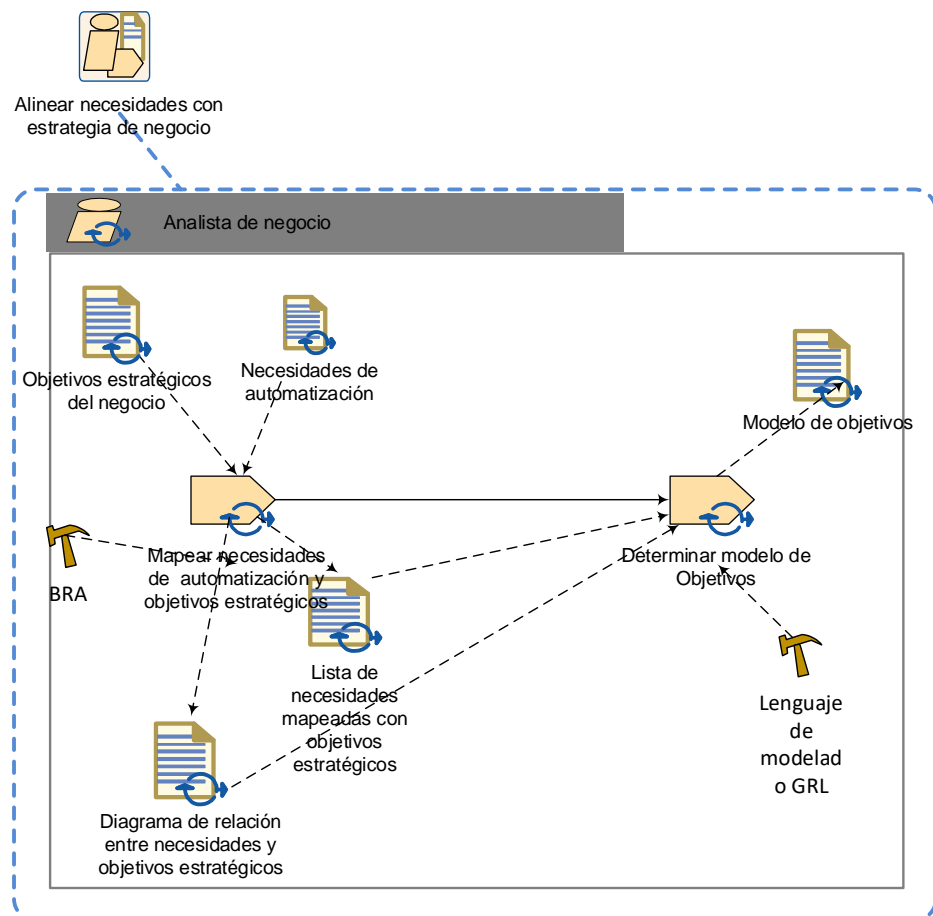 Alinear necesidades con
estrategia de negocio
Analista de negocio
Objetivos estratégicos
del negocio
Necesidades de
automatización
Modelo de objetivos
Mapear necesidades
de automatización y
objetivos estratégicos
Determinar modelo de
Objetivos
BRA
Lista de
necesidades
mapeadas con
objetivos
estratégicos
Lenguaje
de
modelad
o GRL
Diagrama de relación
entre necesidades y
objetivos estratégicos